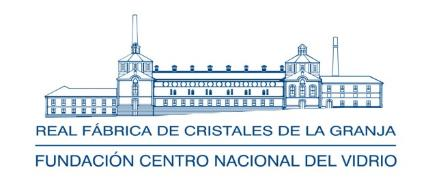 REAL FÁBRICA DE CRISTALES DE LA GRANJA
FUNDACIÓN CENTRO NACIONAL DEL VIDRIO